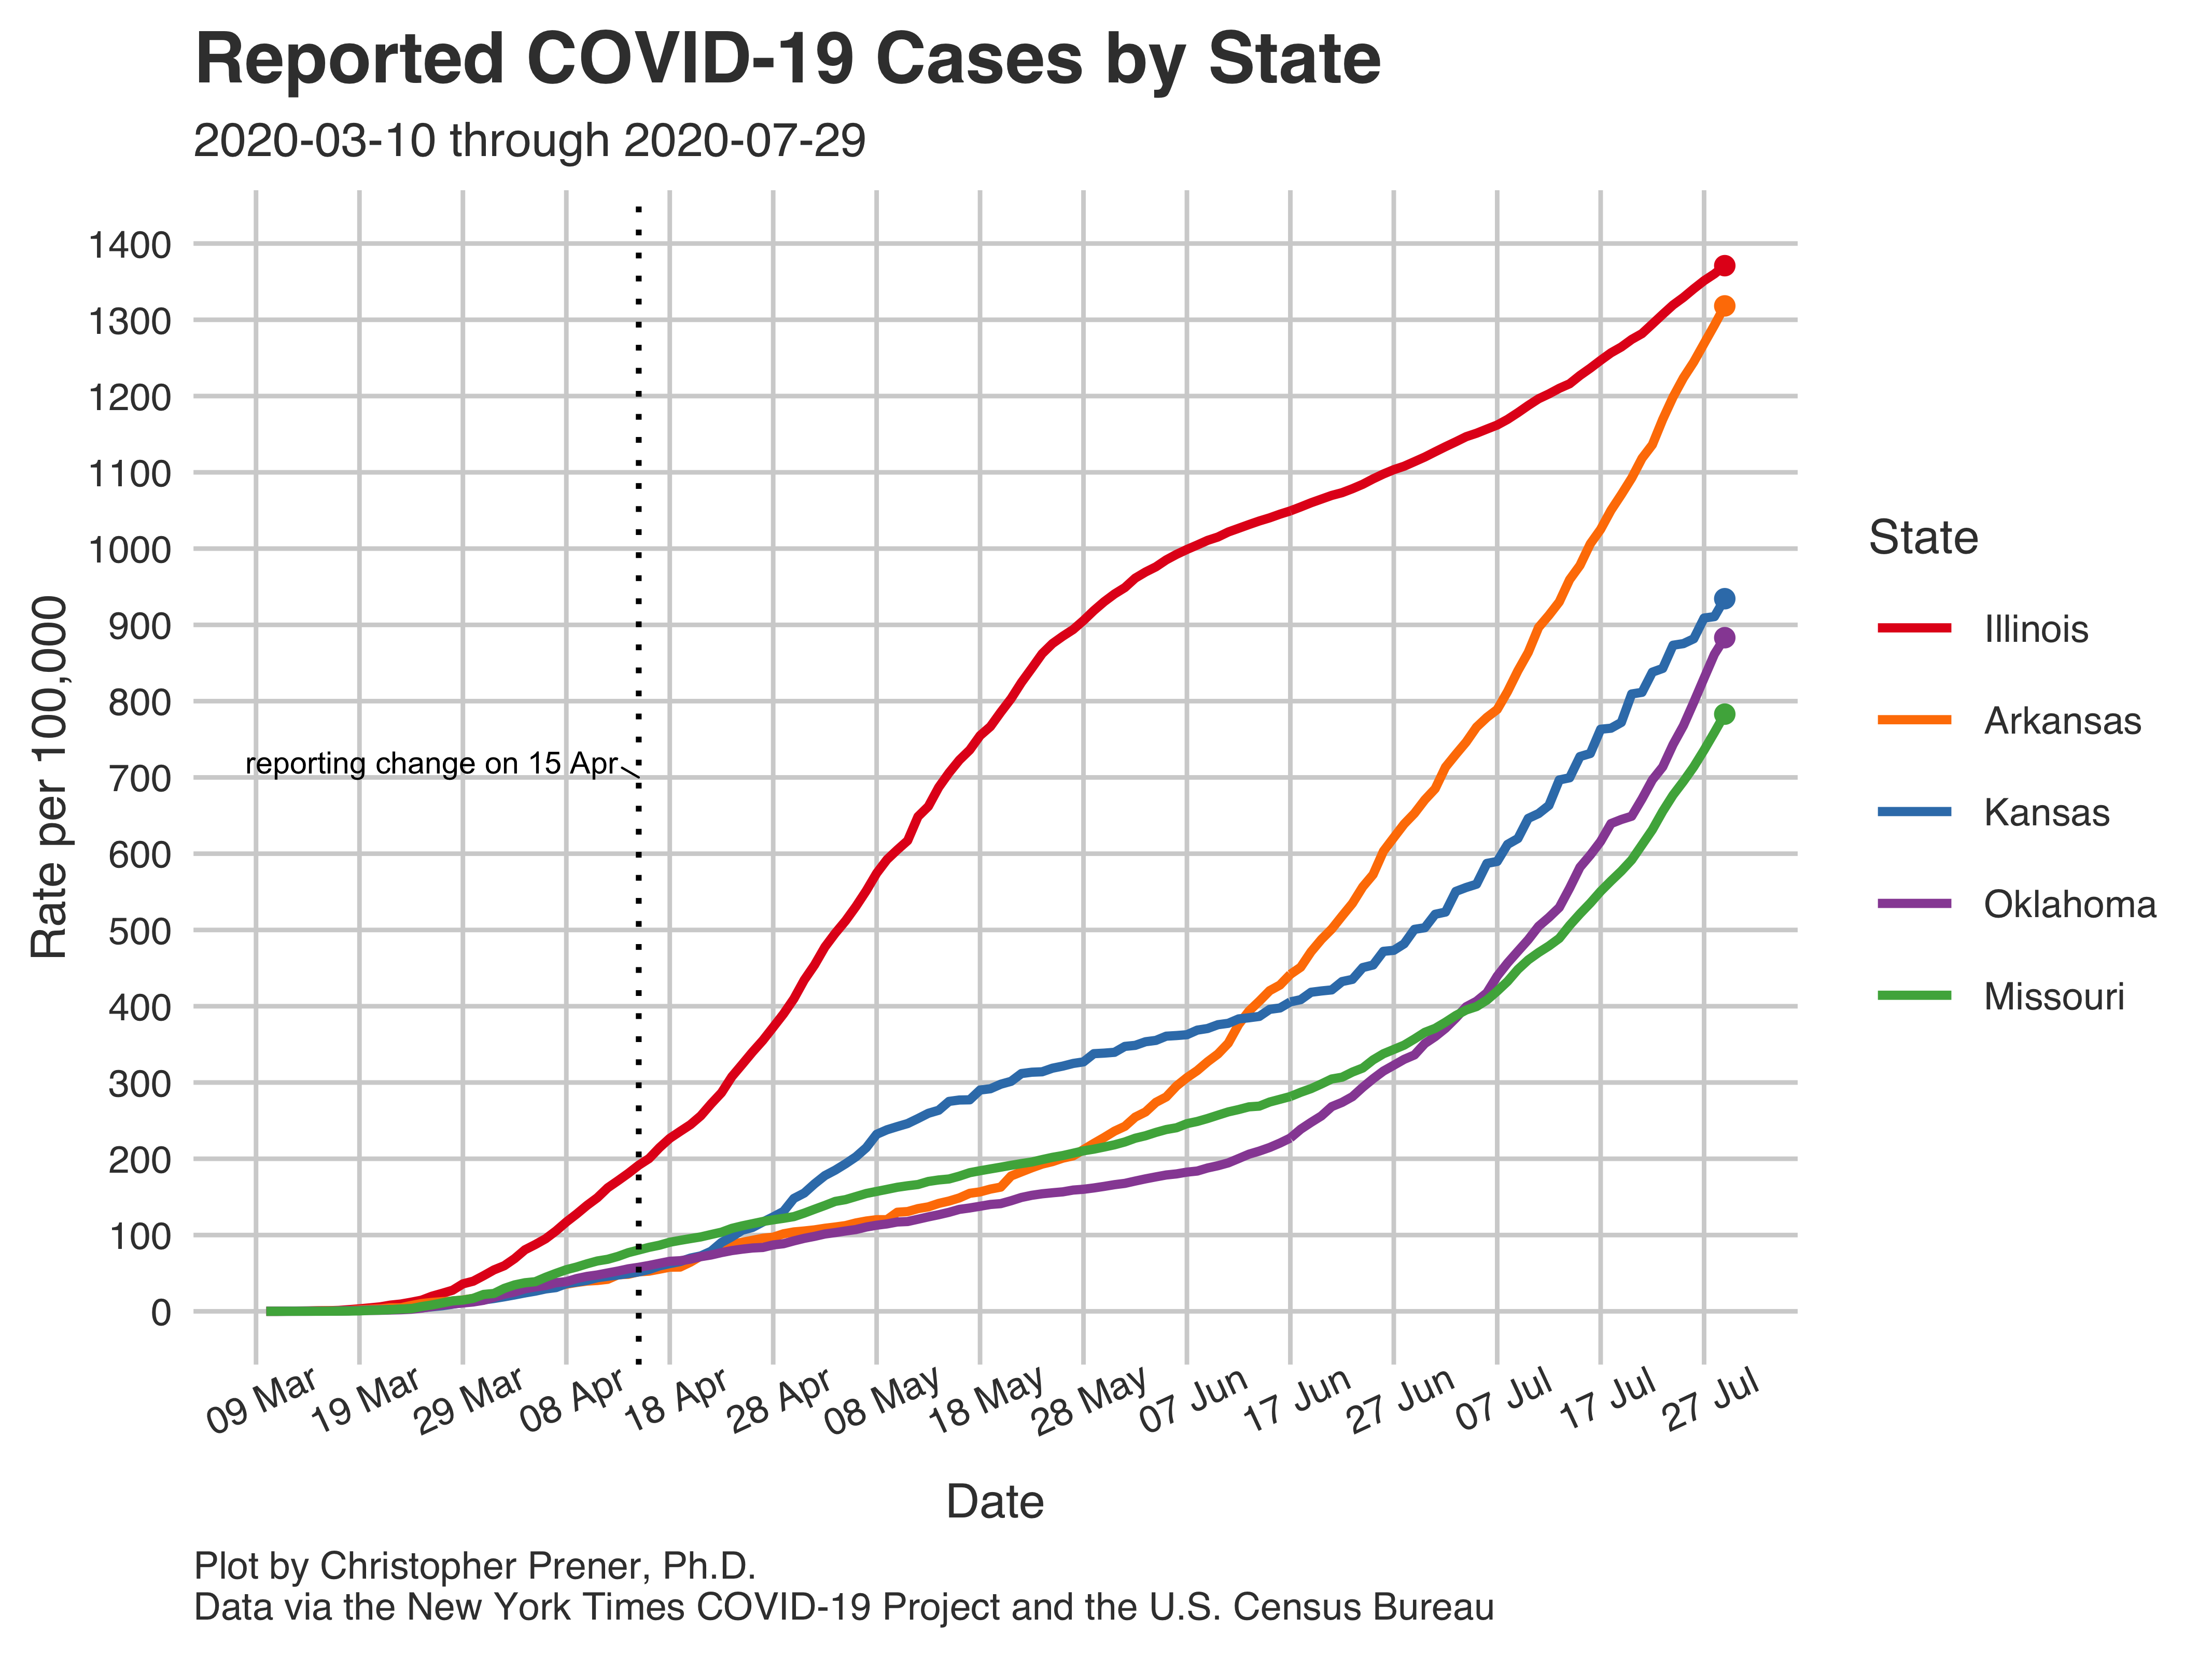 Reported COVID-19 Cases by State
2020-03-10 through 2020-07-29
Rate per 100,000
1400
1300
1200
1100
1000
900
800
700
600
500
400
300
200
100
0
reporting change on 15 Apr
09 Mar
19 Mar
29 Mar
08 Apr
18 Apr
28 Apr
08 May
18 May
28 May
07 Jun
17 Jun
27 Jun
07 Jul
17 Jul
27 Jul
Date
State
Illinois
Arkansas
Kansas
Oklahoma
Missouri
Plot by Christopher Prener, Ph.D.
Data via the New York Times COVID-19 Project and the U.S. Census Bureau